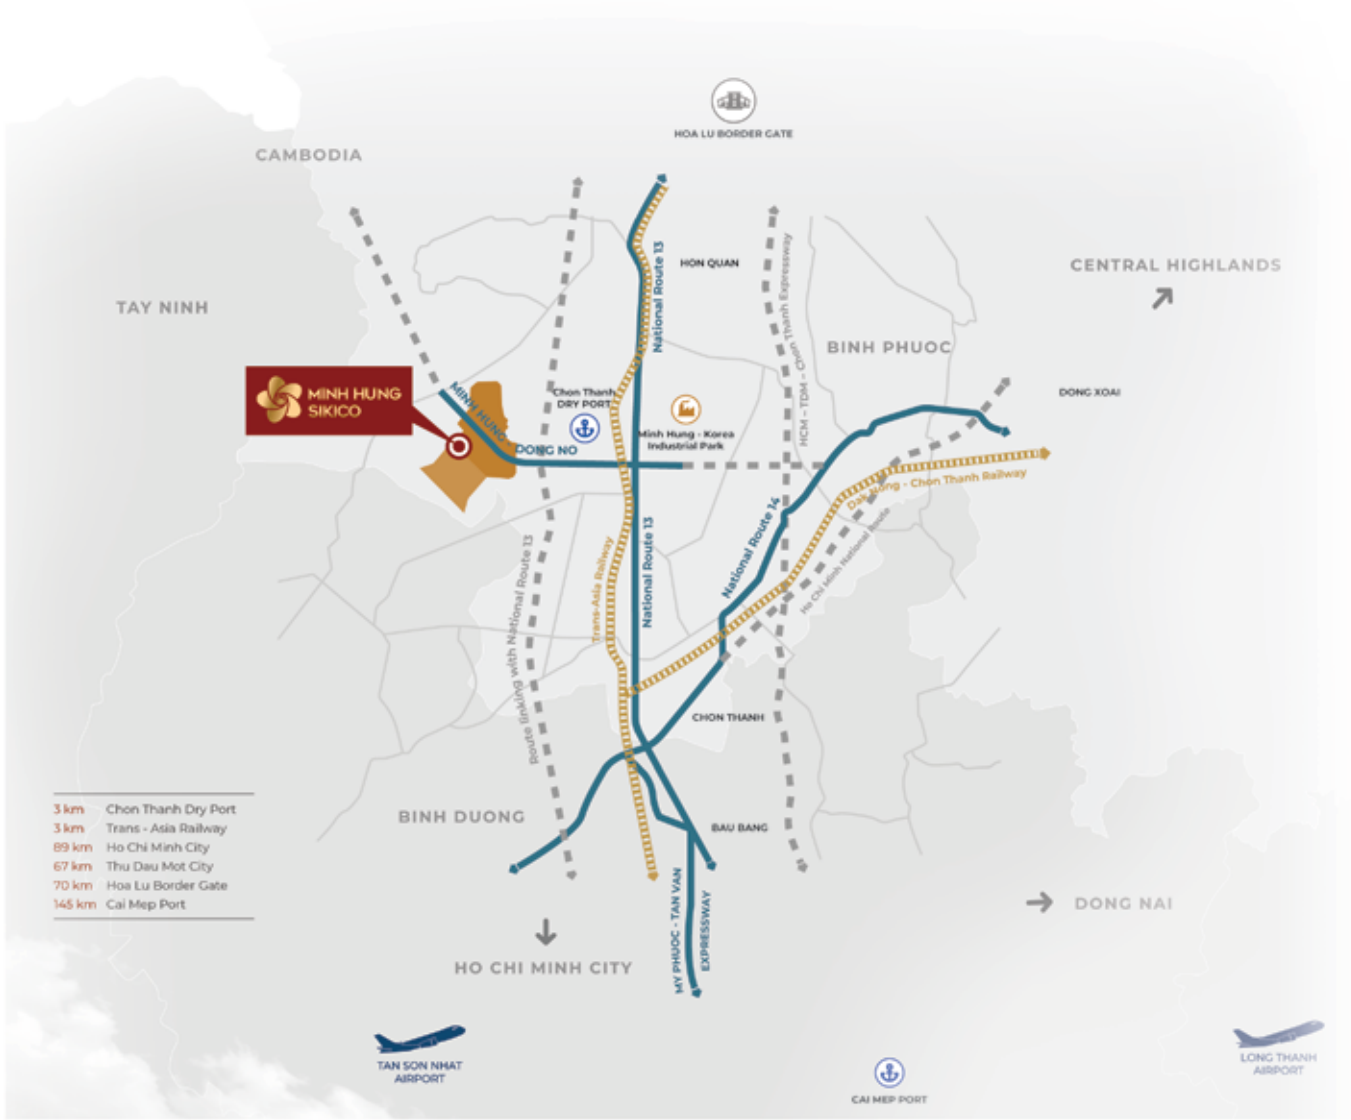 HOA LU BORDER GATE
CAMBODIA
HON QUAN
National Route 13
HCM - TDM - Chon Thanh Expressway
CENTRAL HIGHLANDS
TAY NINH
BINH PHUOC
MINH HUNG
SIKICO
MINH HUNG - DONG NO
Chon Thanh
DRY PORT
Minh Hung - Korea
Industrial Park
DONG XOAI
Dak Nong - Chon Thanh Railway
Ho Chi Minh National Route
National Route 14
National Route 13
Trans-Asia Railway
Route linking with National Route 13
CHON THANH
BINH DUONG
BAU BANG
3 km Chon Thanh Dry Port
3 km Trans - Asia Railway
89 km Ho Chi Minh City
67 km Thu Dau Mot City
70 km Hoa Lu Border Gate
145 km Cai Mep Port
MY PHUOC - TAN VAN
EXPRESSWAY
DONG NAI
HO CHI MINH CITY
TAN SON NHAT
AIRPORT
LONG THANH
AIRPORT
CAI MEP PORT